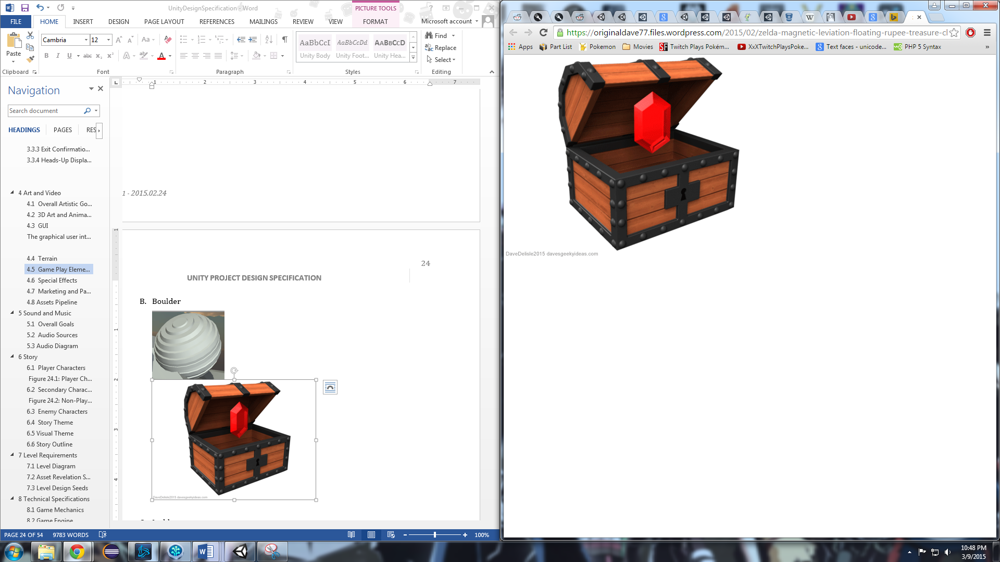 UnityDesignSpecification - Word
PICTURE TOOLS
FILE
HOME
INSERT
DESIGN
PAGE LAYOUT
REFERENCES
MAILINGS
REVIEW
VIEW
FORMAT
Microsoft account
Paste
Cambria
12
Clipboard
Font
Paragraph
AaBbCcI
Unity Body
AaBbCcDd
Unity Foot...
AaBbCcD
Unity Hea...
Styles
Find
Replace
Select
Editing
Navigation
Search document
HEADINGS
PAGES
RES
3.3.3 Exit Confirmatio...
3.3.4 Heads-Up Displa...
4 Art and Video
4.1 Overall Artistic Go...
4.2 3D Art and Anima...
4.3 GUI
The graphical user int...
4.4 Terrain
4.5 Game Play Eleme...
4.6 Special Effects
4.7 Marketing and Pa...
4.8 Assets Pipeline
5 Sound and Music
5.1 Overall Goals
5.2 Audio Sources
5.3 Audio Diagram
6 Story
6.1 Player Characters
Figure 24.1: Player Ch...
6.2 Secondary Charac...
Figure 24.2: Non-Play...
6.3 Enemy Characters
6.4 Story Theme
6.5 Visual Theme
6.6 Story Outline
7 Level Requirements
7.1 Level Diagram
7.2 Asset Revelation S...
7.3 Level Design Seeds
8 Technical Specifications
8.1 Game Mechanics
8.2 Game Engine
1 2 3 4 5 6 7
1 - 2015.02.24
24
UNITY PROJECT DESIGN SPECIFICATION
B. Boulder
DaveDelisle2015 davesgeekyideas.com
PAGE 24 OF 54
9783 WORDS
100%
https://originaldave77.files.wordpress.com/2015/02/zelda-magnetic-leviation-floating-rupee-treasure-cl
Apps
Part List
Pokemon
Movies
Twitch Plays Pokém...
XxXTwitchPlaysPoke...
Text faces - unicode...
PHP 5 Syntax
DaveDelisle2015 davesgeekyideas.com
10:48 PM
3/9/2015